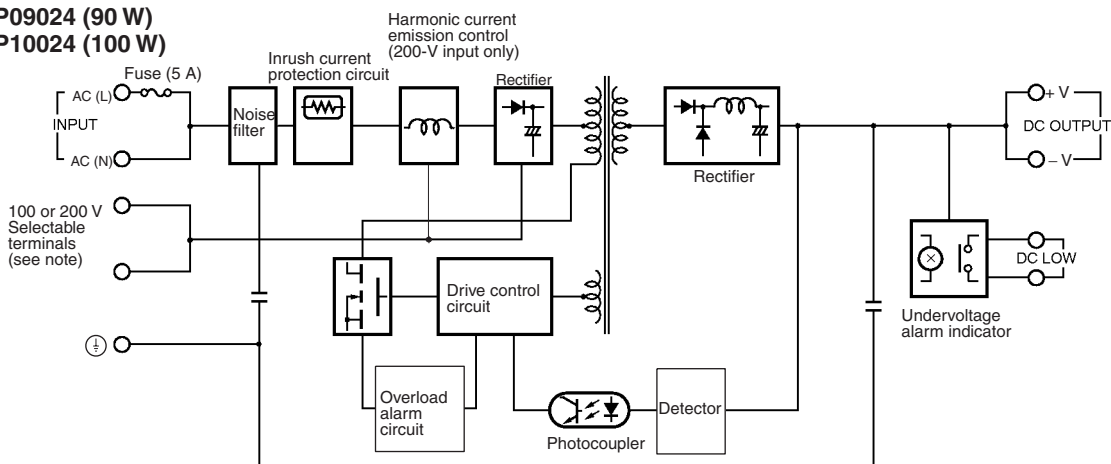 P09024 (90 W)
P10024 (100 W)
Harmonic current
emission control
(200-V input only)
Inrush current
protection circuit
Fuse (5 A)
Rectifier
AC (L)
INPUT
AC (N)
Noise
filter
+ V
DC OUTPUT
– V
Rectifier
100 or 200 V
Selectable
terminals
(see note)
DC LOW
Drive control
circuit
Undervoltage
alarm indicator
Overload
alarm
circuit
Detector
Photocoupler